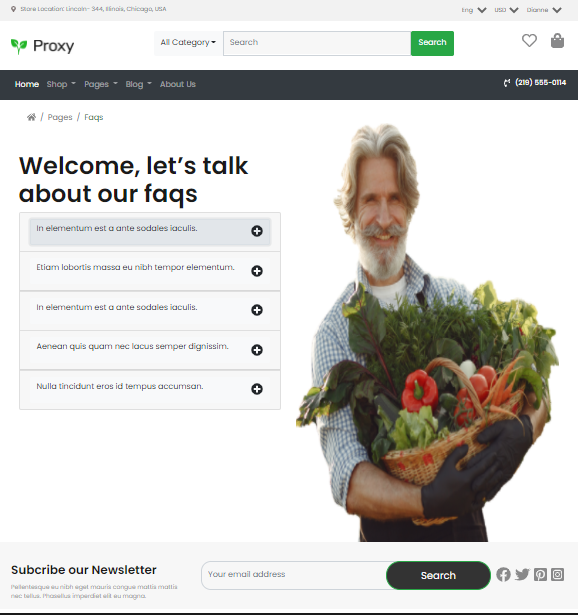 Store Location: Lincoln- 344, Illinois, Chicago, USA
Eng USD Dianne
Proxy
All Category Search Search
Home Shop Pages Blog About Us (219) 555-0114
/ Pages / Faqs
Welcome, let's talk
about our faqs
In elementum est a ante sodales iaculis.
Etiam lobortis massa eu nibh tempor elementum.
In elementum est a ante sodales iaculis.
Aenean quis quam nec lacus semper dignissim.
Nulla tincidunt eros id tempus accumsan.
Subcribe our Newsletter
Pellentesque eu nibh eget mauris congue mattis mattis
nec tellus. Phasellus imperdiet elit eu magna.
Your email address Search